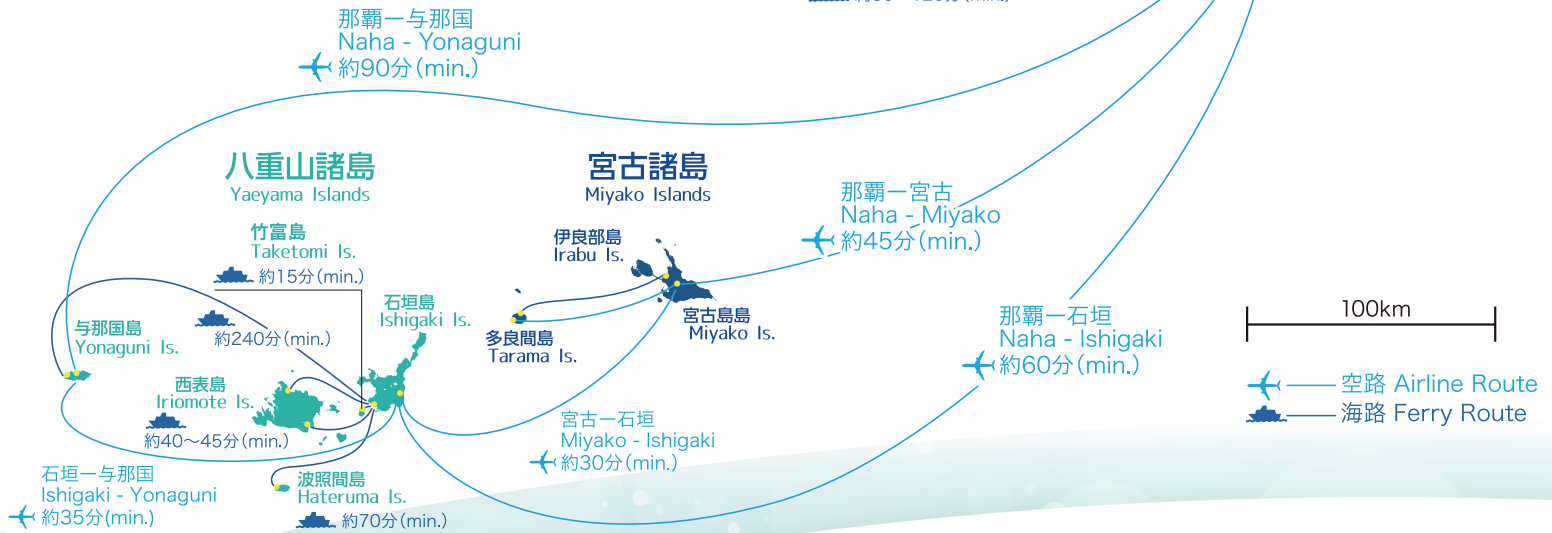 那覇ー与那国
Naha - Yonaguni
約90分(min.)
八重山諸島
Yaeyama Islands
宮古諸島
Miyako Islands
那覇ー宮古
Naha - Miyako
約45分(min.)
竹富島
Taketomi Is.
約15分(min.)
伊良部島
Irabu Is.
石垣島
Ishigaki Is.
宮古島島
Miyako Is.
那覇ー石垣
Naha - Ishigaki
約60分(min.)
100km
与那国島
Yonaguni Is.
約240分(min.)
多良間島
Tarama Is.
西表島
Iriomote Is.
約40〜45分(min.)
空路 Airline Route
海路 Ferry Route
宮古ー石垣
Miyako - Ishigaki
約30分(min.)
石垣ー与那国
Ishigaki - Yonaguni
約35分(min.)
波照間島
Hateruma Is.
約70分(min.)